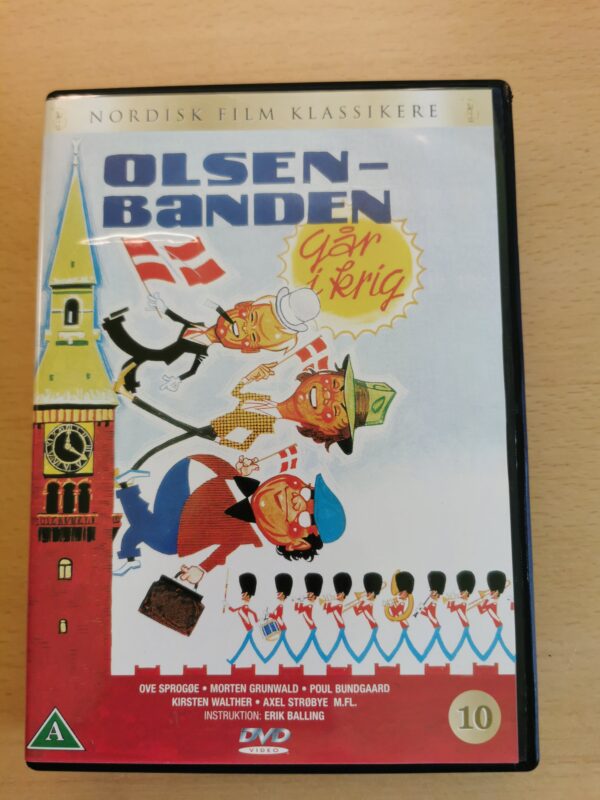 NORDISK FILM KLASSIKERE
OLSEN-
BANDEN
går
i krig
OVE SPROGØE • MORTEN GRUNWALD • POUL BUNDGAARD
KIRSTEN WALTHER • AXEL STRØBYE M.FL.
INSTRUKTION: ERIK BALLING
A
DVD
VIDEO
10